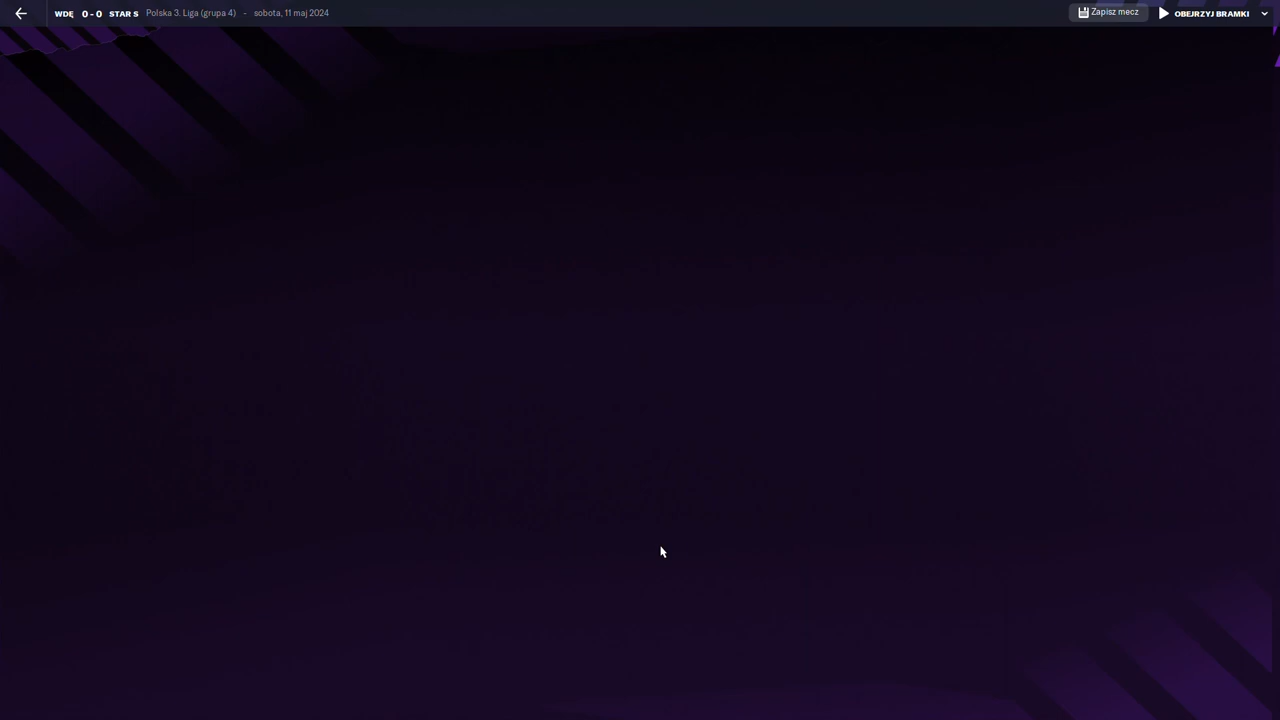 WDĘ 0 - 0 STAR S Polska 3. Liga (grupa 4) - sobota, 11 maj 2024 Zapisz mecz OBEJRZYJ BRAMKI